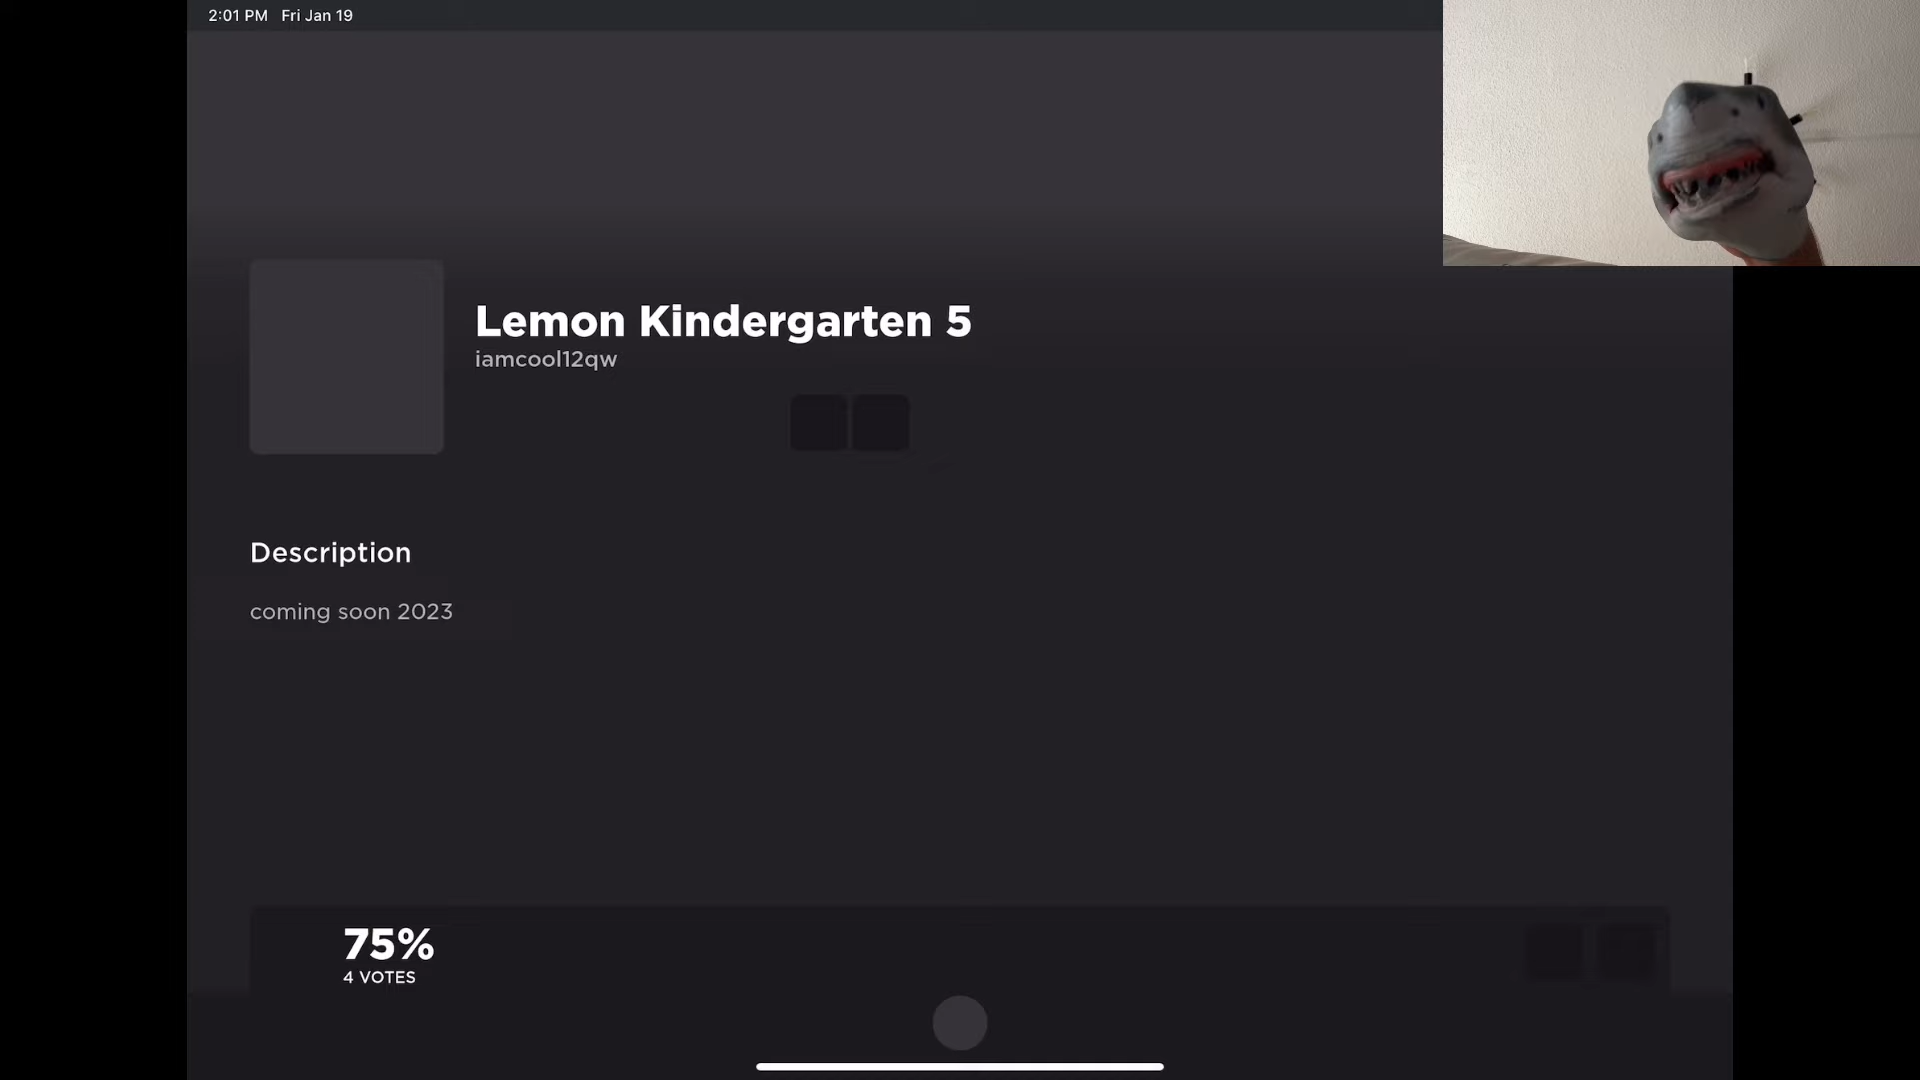 2:01 PM Fri Jan 19
Lemon Kindergarten 5
iamcool12qw
Description
coming soon 2023
75%
4 VOTES